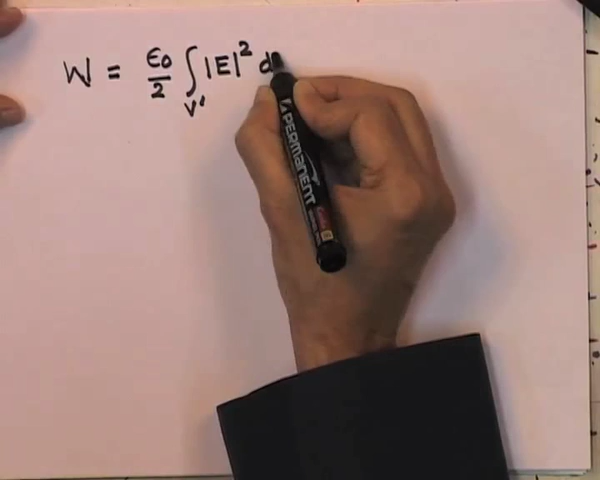 W = ε₀/2 ∫V' |E|² d
PERMANENT